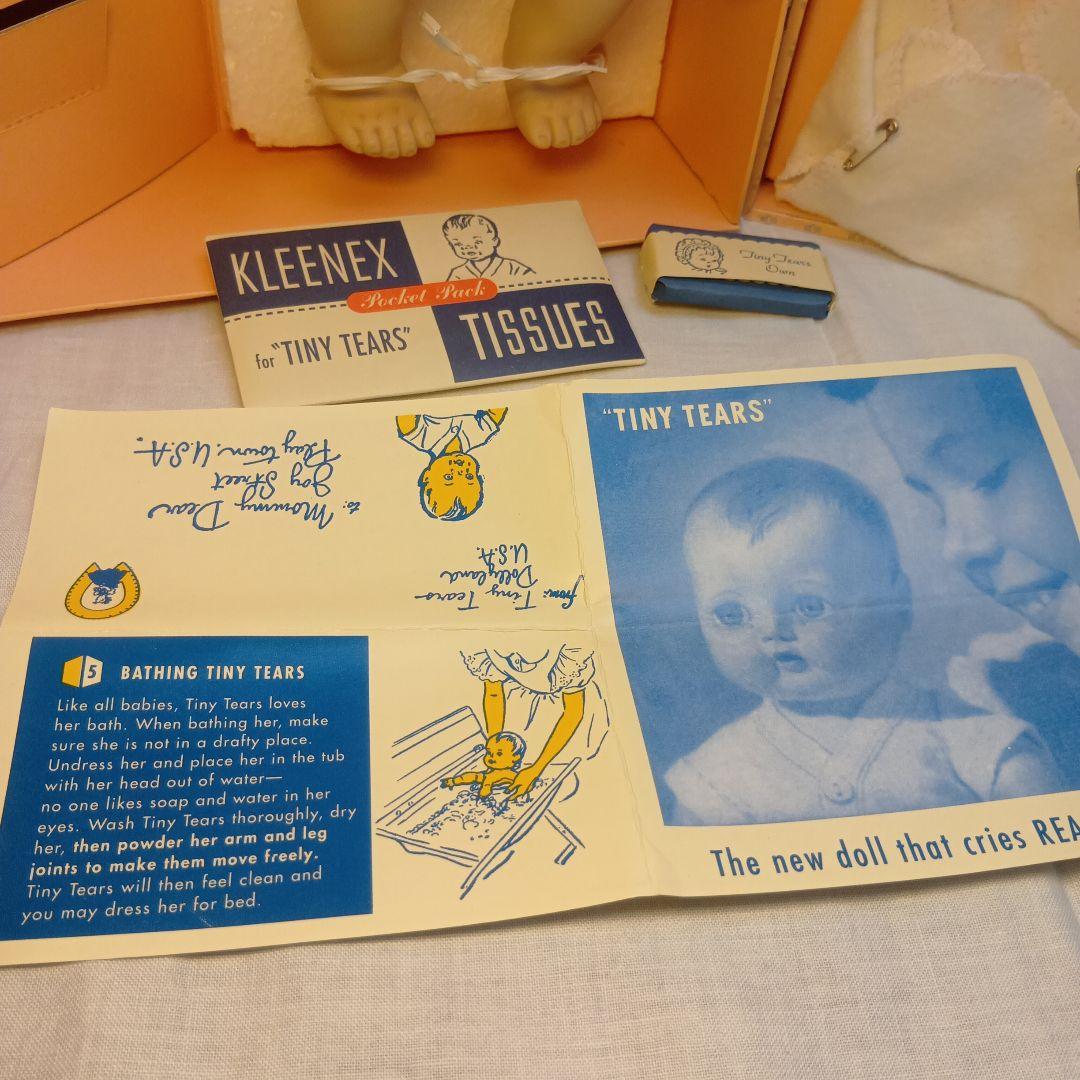 KLEENEX
Pocket Pack
for "TINY TEARS"
TISSUES
Tiny Tears
Own
to: Mommy Dear
Joy Street
Playtown. U.S.A.
from: Tiny Tears
Dollyland
U.S.A.
"TINY TEARS"
The new doll that cries REA
5 BATHING TINY TEARS
Like all babies, Tiny Tears loves
her bath. When bathing her, make
sure she is not in a drafty place.
Undress her and place her in the tub
with her head out of water—
no one likes soap and water in her
eyes. Wash Tiny Tears thoroughly, dry
her, then powder her arm and leg
joints to make them move freely.
Tiny Tears will then feel clean and
you may dress her for bed.